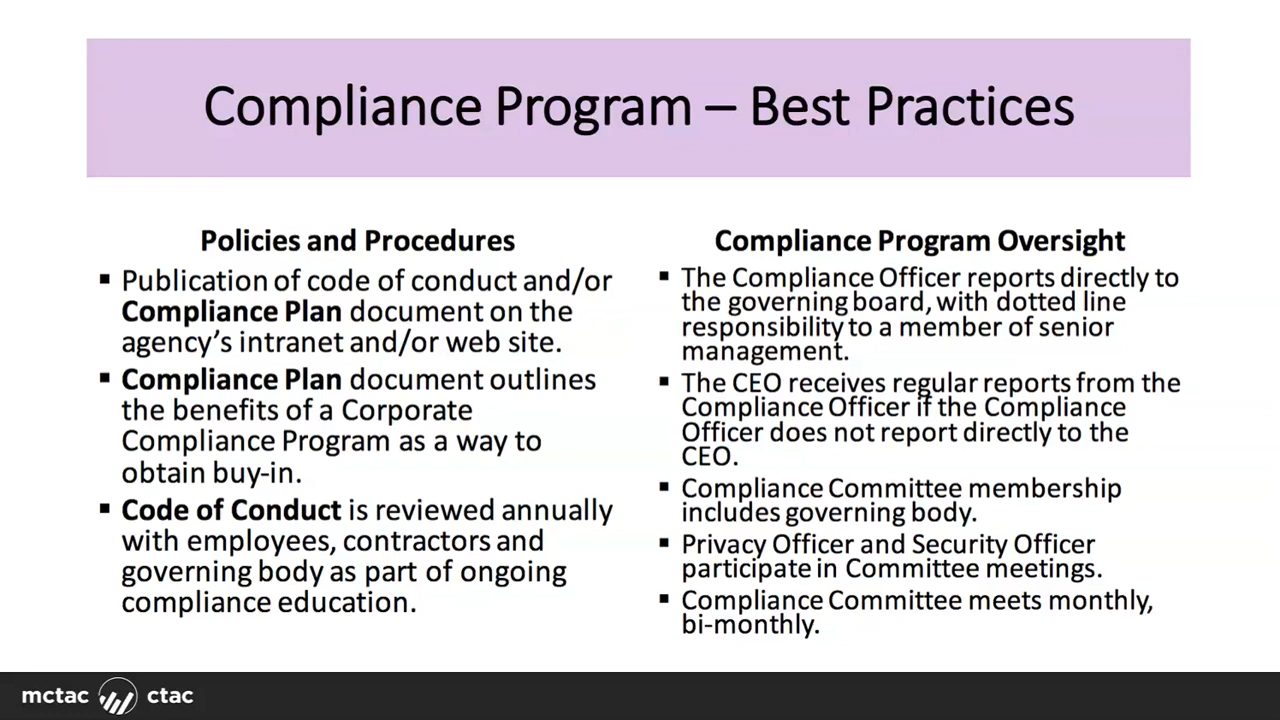 Compliance Program – Best Practices
Policies and Procedures
▪ Publication of code of conduct and/or
Compliance Plan document on the
agency’s intranet and/or web site.
▪ Compliance Plan document outlines
the benefits of a Corporate
Compliance Program as a way to
obtain buy-in.
▪ Code of Conduct is reviewed annually
with employees, contractors and
governing body as part of ongoing
compliance education.
Compliance Program Oversight
▪ The Compliance Officer reports directly to
the governing board, with dotted line
responsibility to a member of senior
management.
▪ The CEO receives regular reports from the
Compliance Officer if the Compliance
Officer does not report directly to the
CEO.
▪ Compliance Committee membership
includes governing body.
▪ Privacy Officer and Security Officer
participate in Committee meetings.
▪ Compliance Committee meets monthly,
bi-monthly.
mctac ctac